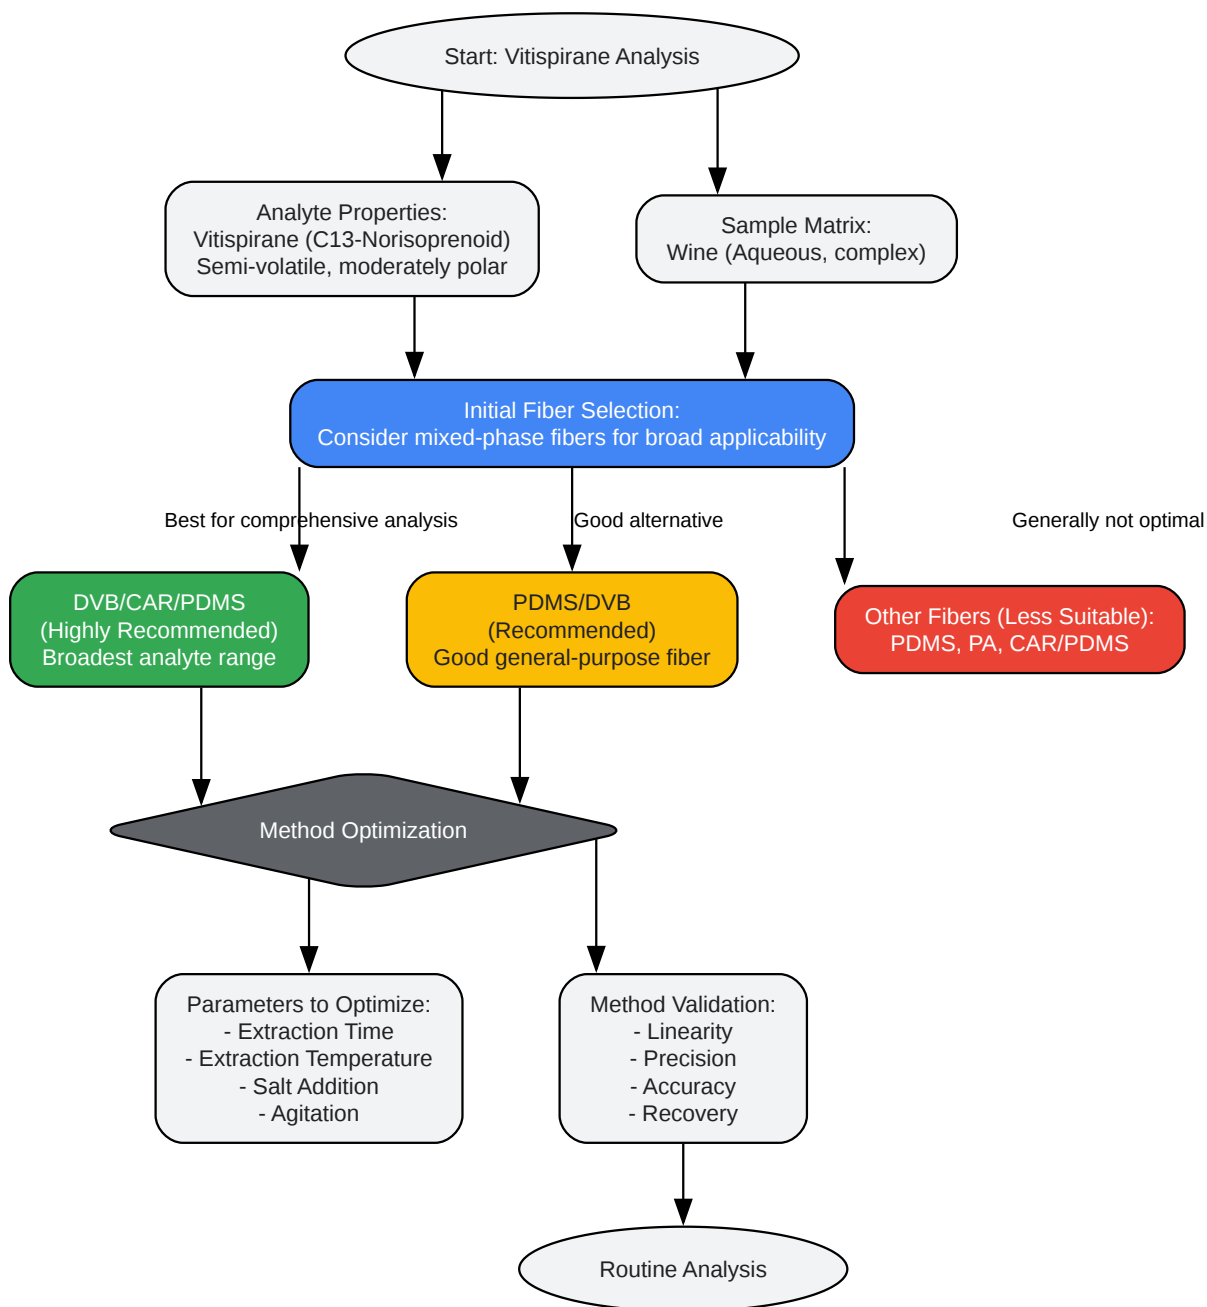 Start: Vitispirane Analysis
Analyte Properties:
Vitispirane (C13-Norisoprenoid)
Semi-volatile, moderately polar
Sample Matrix:
Wine (Aqueous, complex)
Initial Fiber Selection:
Consider mixed-phase fibers for broad applicability
Best for comprehensive analysis
Good alternative
Generally not optimal
DVB/CAR/PDMS
(Highly Recommended)
Broadest analyte range
PDMS/DVB
(Recommended)
Good general-purpose fiber
Other Fibers (Less Suitable):
PDMS, PA, CAR/PDMS
Method Optimization
Parameters to Optimize:
- Extraction Time
- Extraction Temperature
- Salt Addition
- Agitation
Method Validation:
- Linearity
- Precision
- Accuracy
- Recovery
Routine Analysis